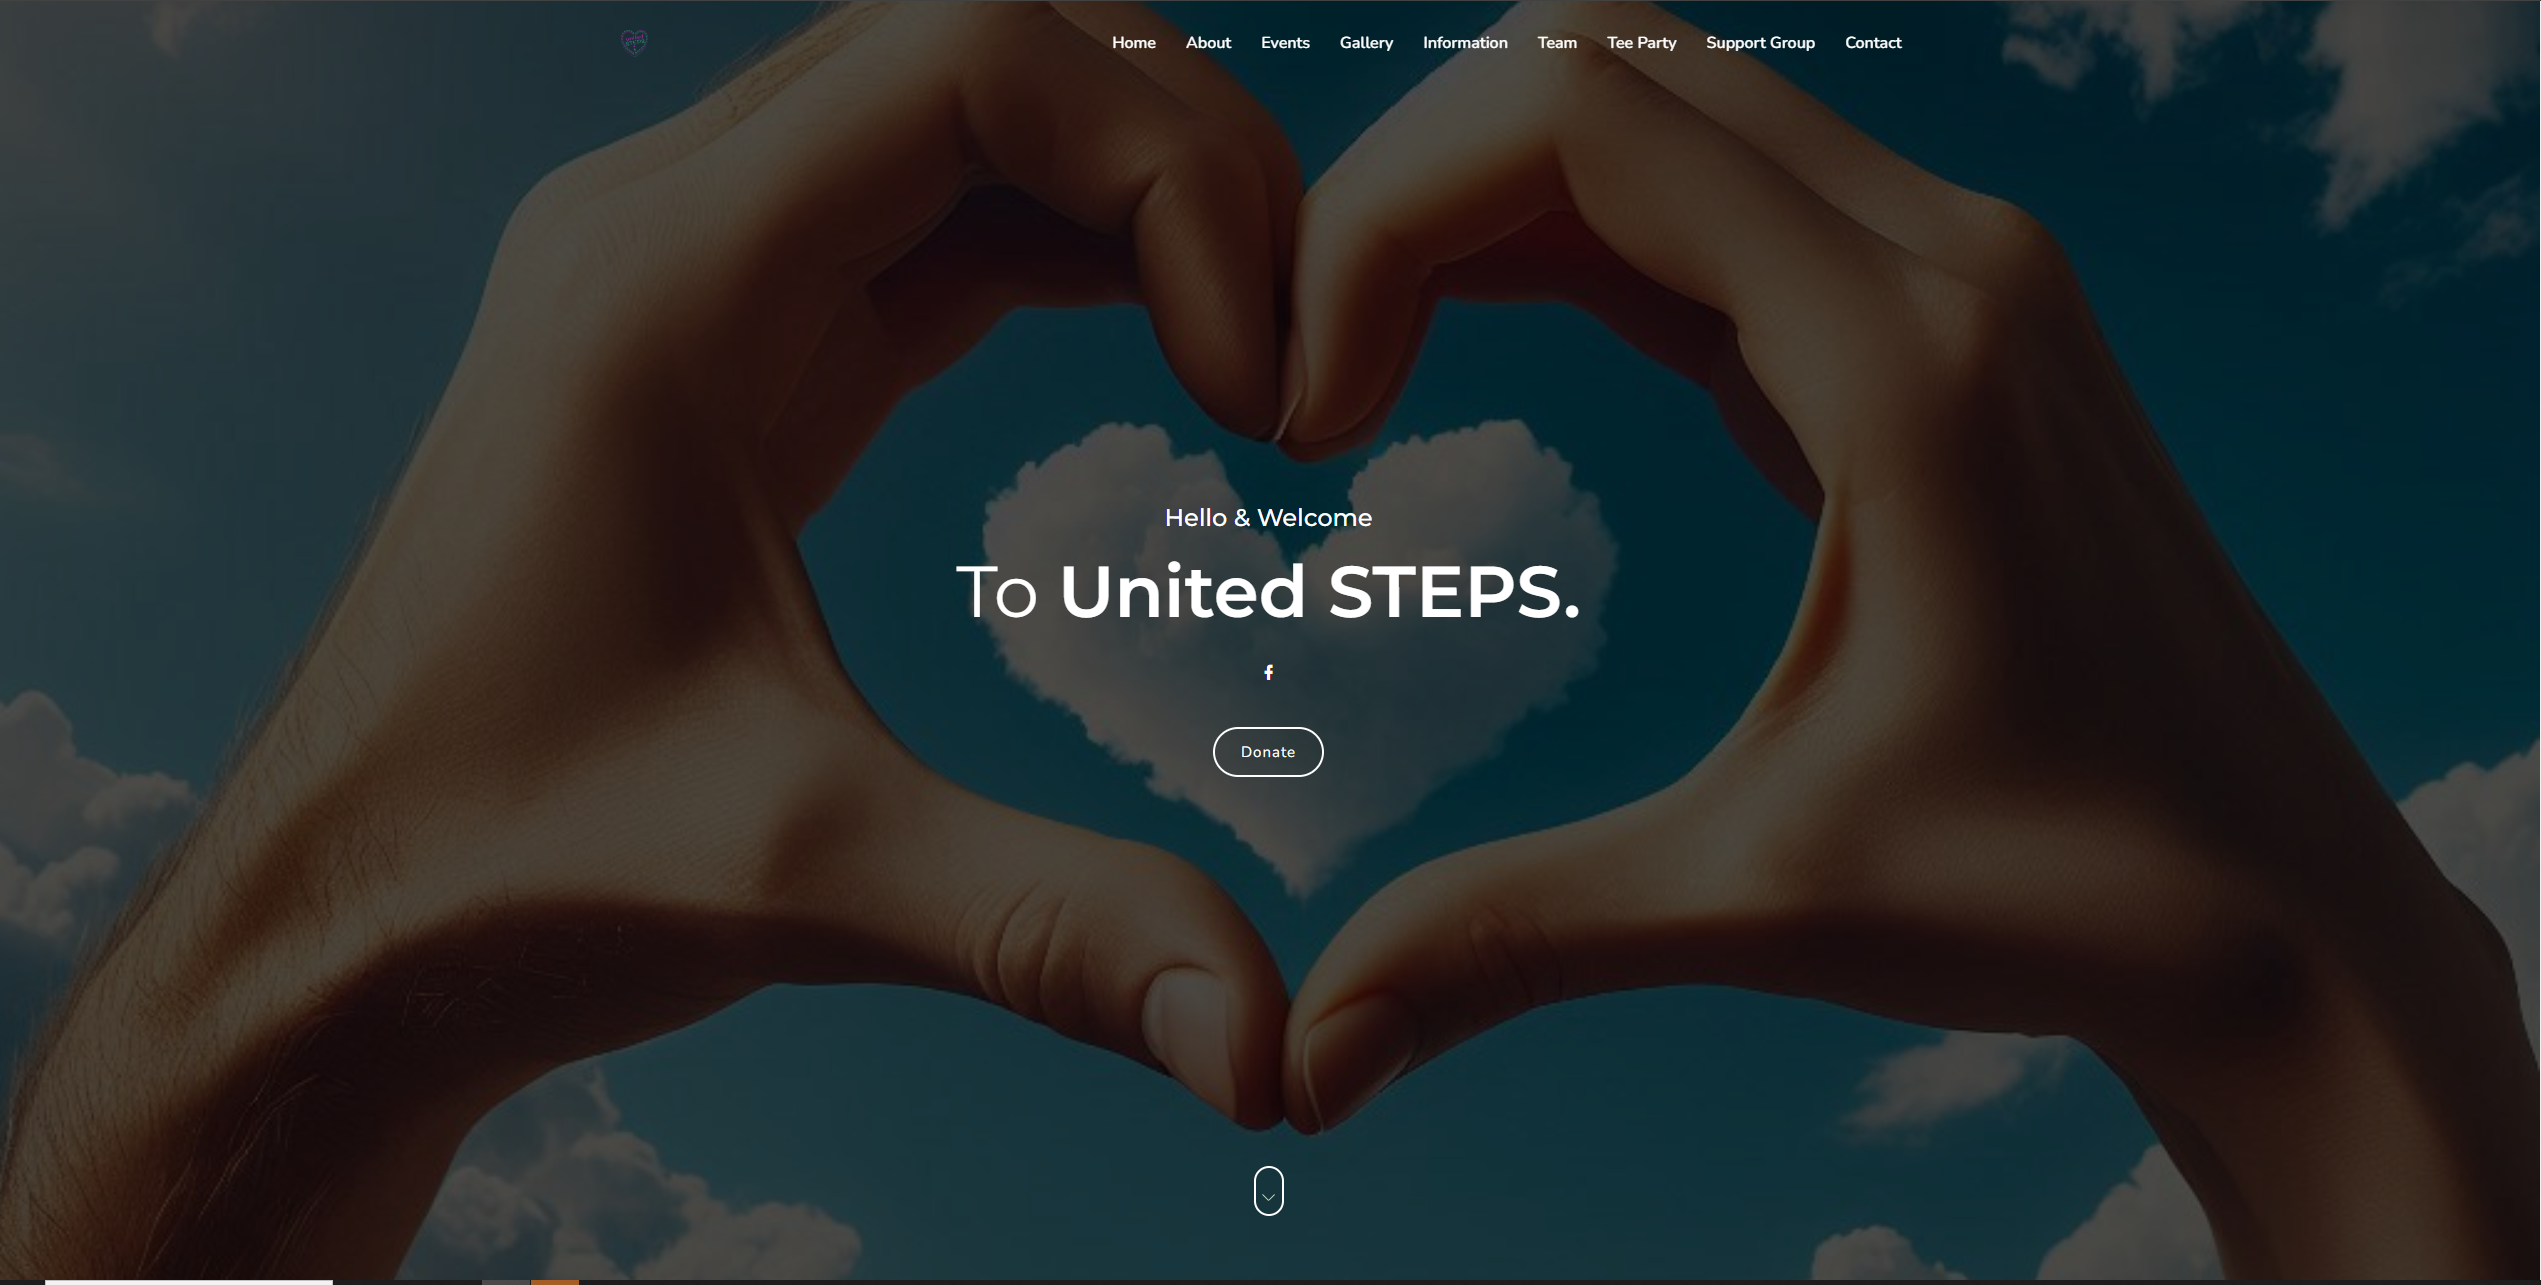 Home About Events Gallery Information Team Tee Party Support Group Contact
Hello & Welcome
To United STEPS.
Donate